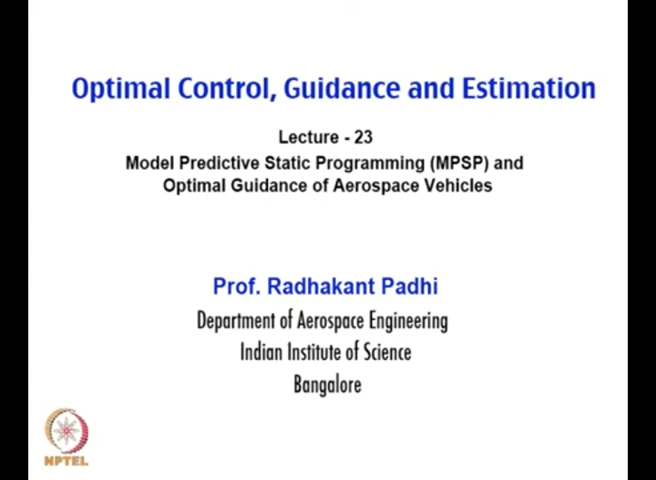 Optimal Control, Guidance and Estimation
Lecture - 23
Model Predictive Static Programming (MPSP) and
Optimal Guidance of Aerospace Vehicles
Prof. Radhakant Padhi
Department of Aerospace Engineering
Indian Institute of Science
Bangalore
NPTEL